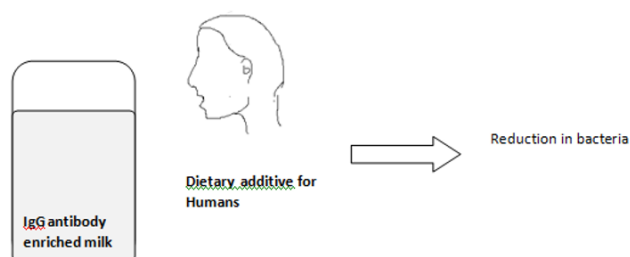 Reduction in bacteria
Dietary additive for
Humans
IgG antibody
enriched milk